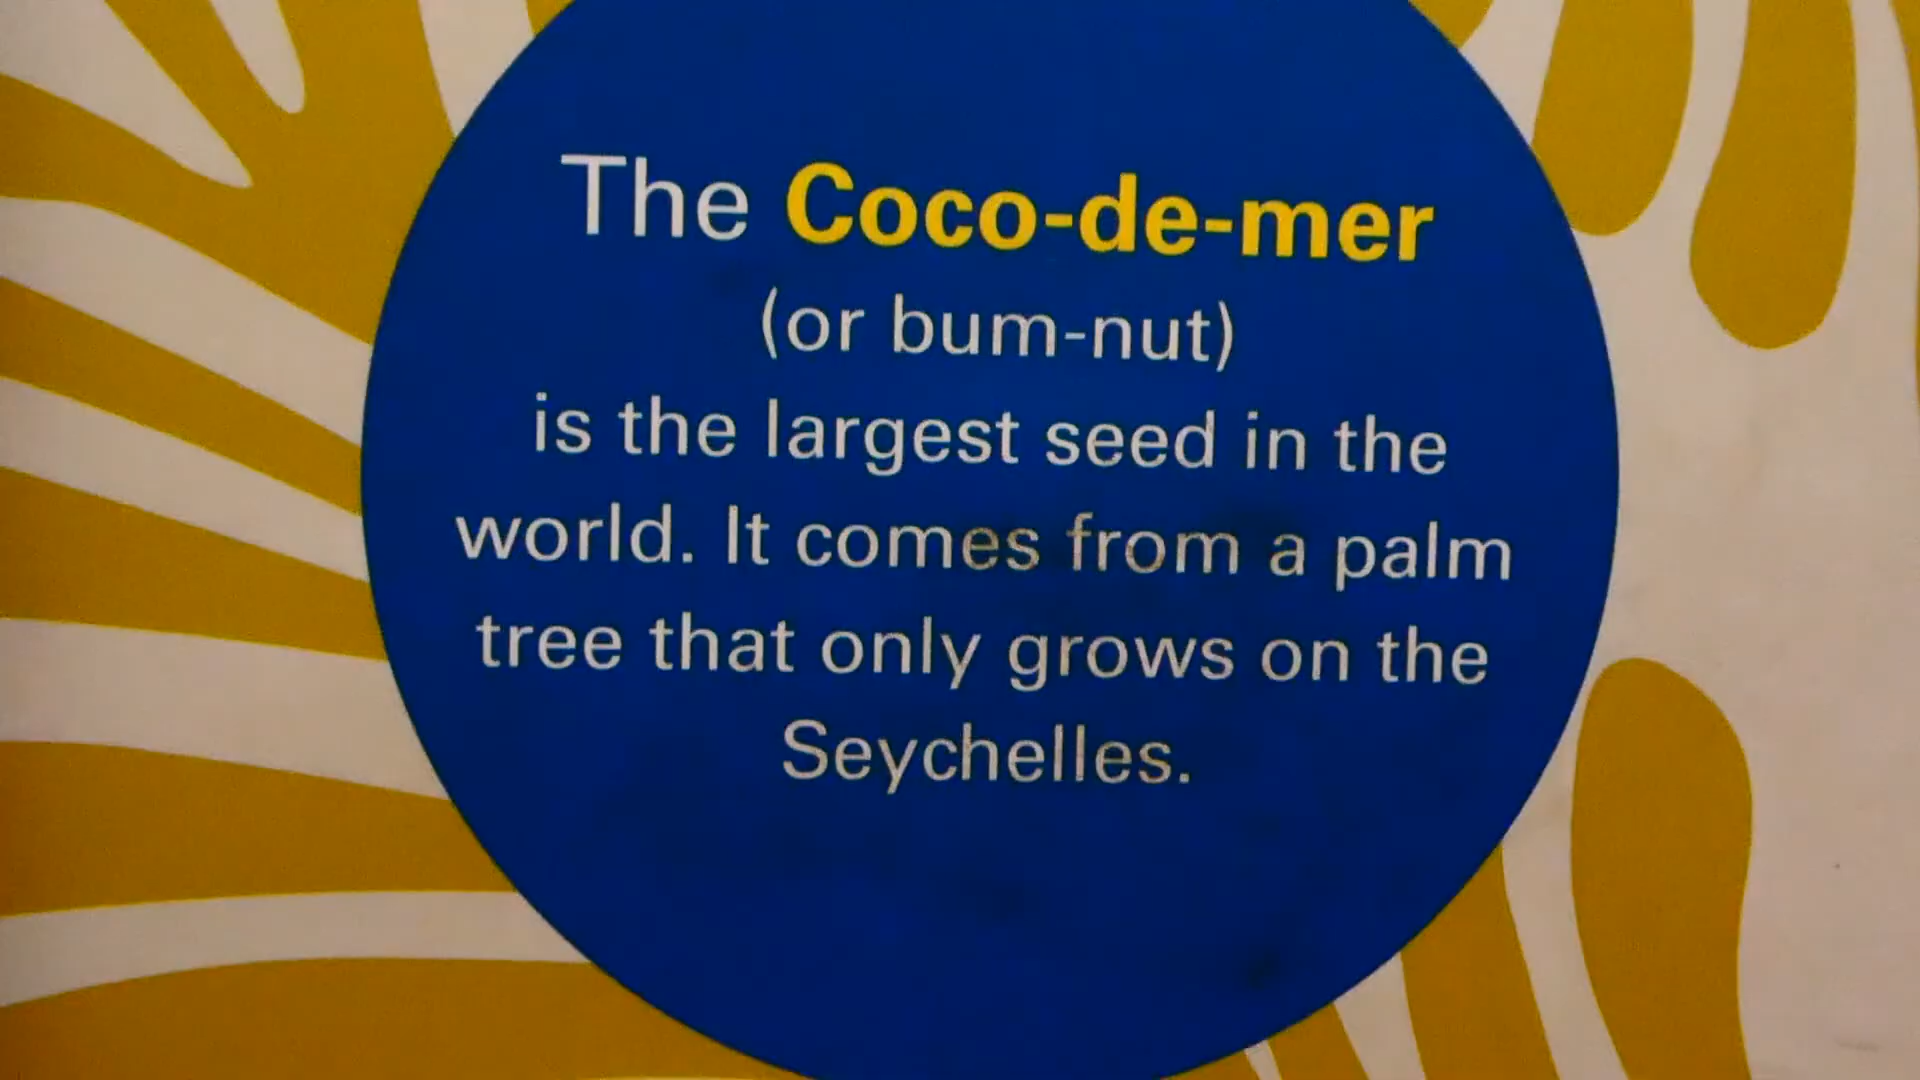 The Coco-de-mer
(or bum-nut)
is the largest seed in the
world. It comes from a palm
tree that only grows on the
Seychelles.